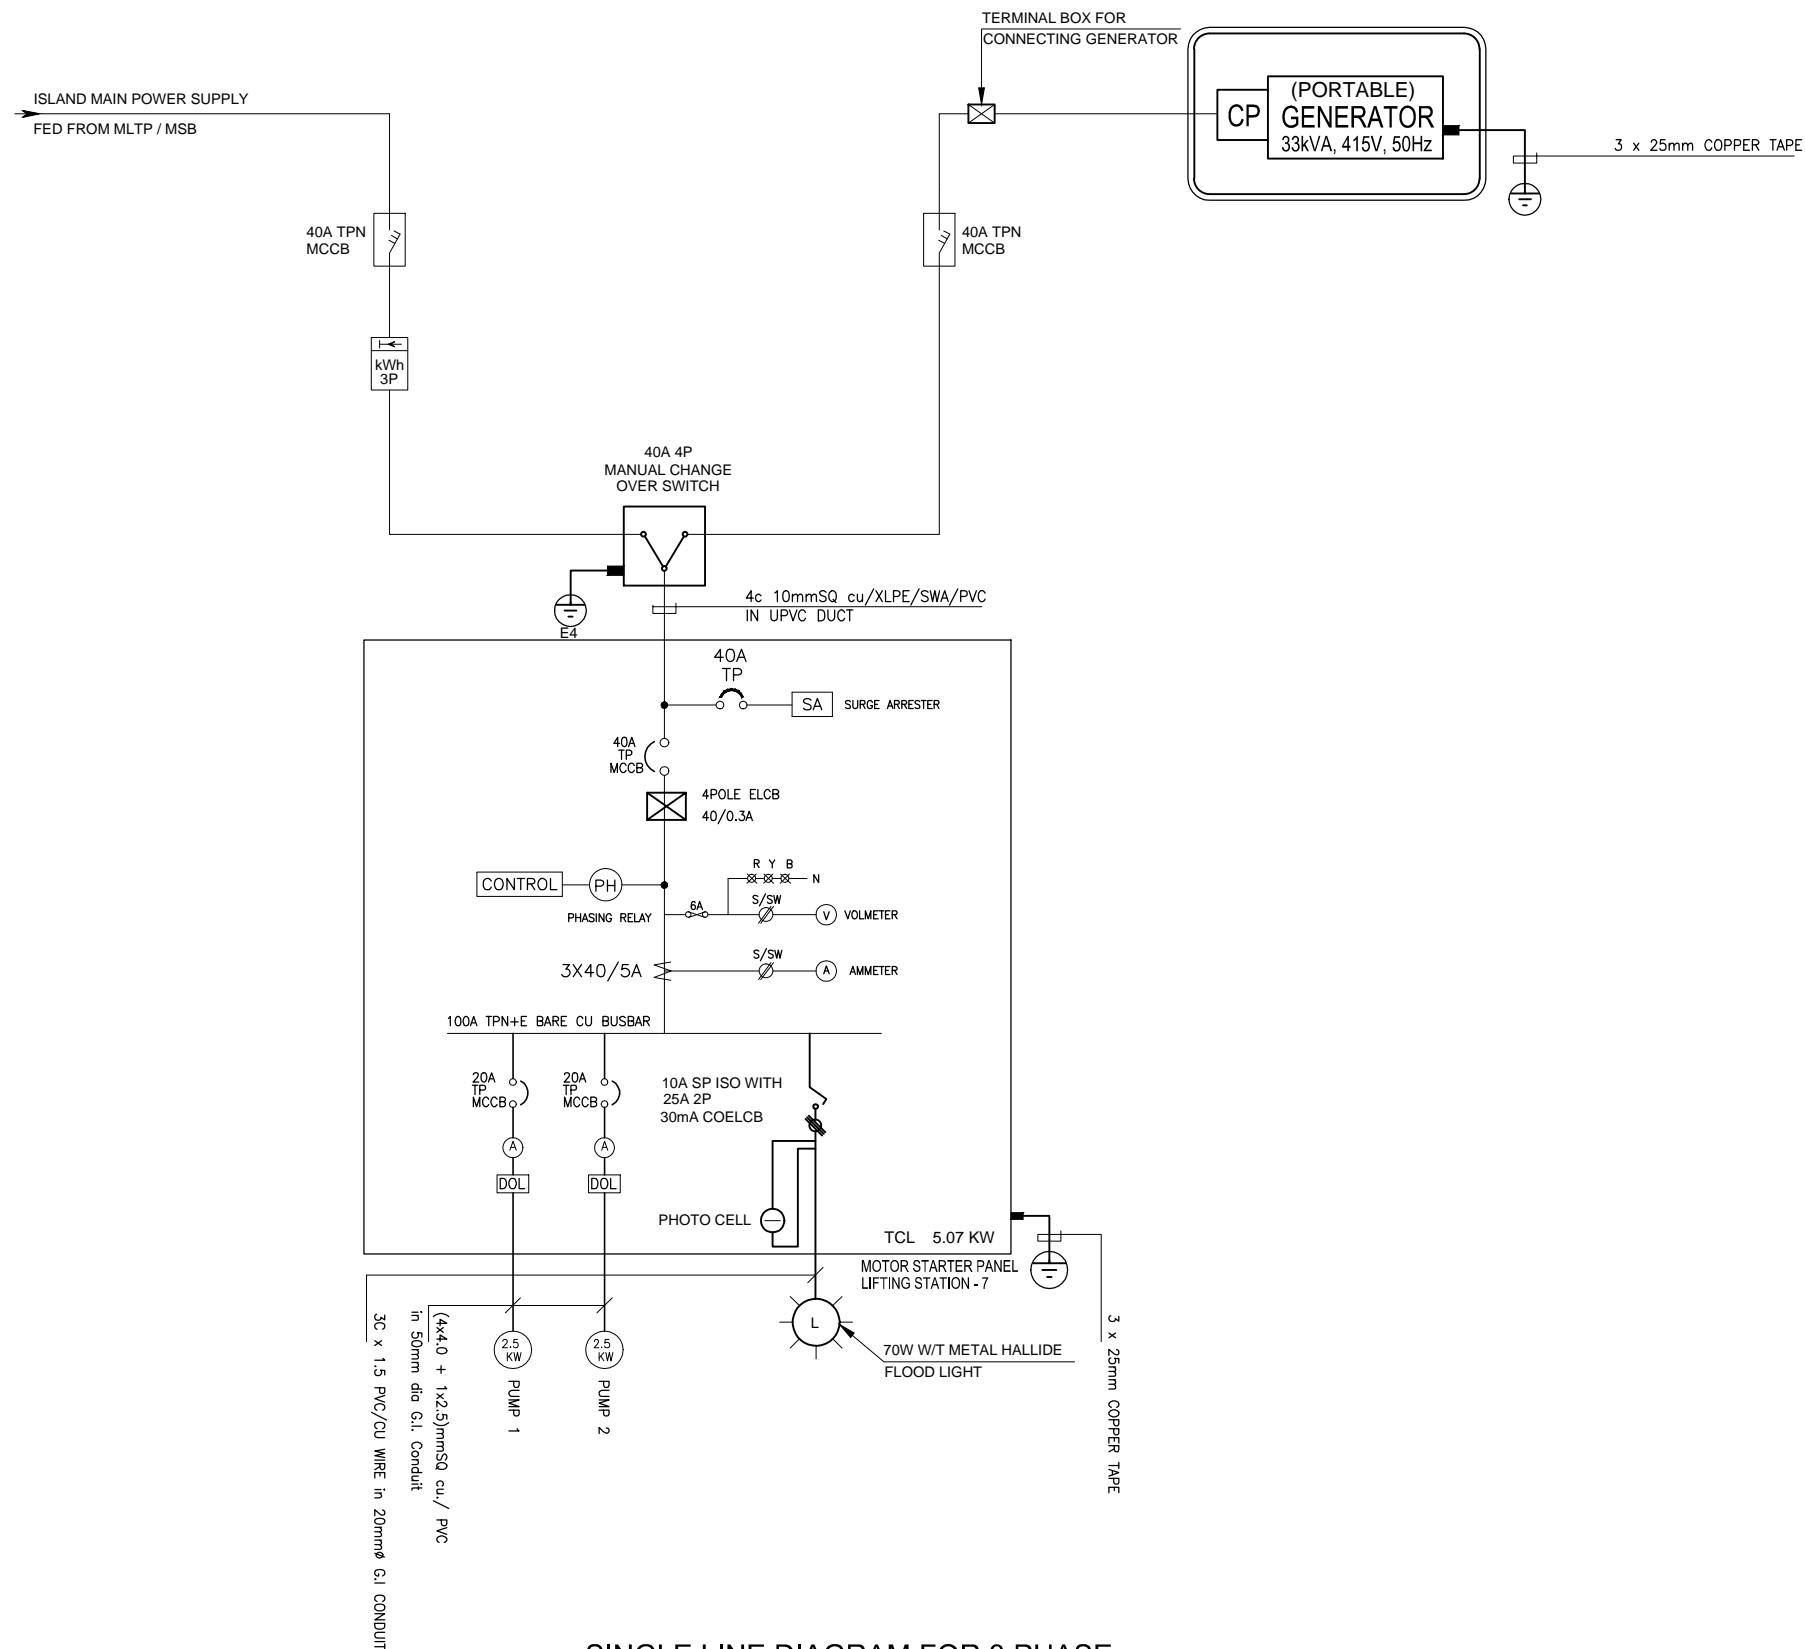 TERMINAL BOX FOR
CONNECTING GENERATOR
ISLAND MAIN POWER SUPPLY
FED FROM MLTP / MSB
CP
(PORTABLE)
GENERATOR
33kVA, 415V, 50Hz
3 x 25mm COPPER TAPE
40A TPN
MCCB
40A TPN
MCCB
kWh
3P
40A 4P
MANUAL CHANGE
OVER SWITCH
E4
4c 10mmSQ cu/XLPE/SWA/PVC
IN UPVC DUCT
40A
TP
SA
SURGE ARRESTER
40A
TP
MCCB
4POLE ELCB
40/0.3A
R Y B
N
CONTROL
PH
PHASING RELAY
6A
S/SW
V
VOLMETER
3X40/5A
S/SW
A
AMMETER
100A TPN+E BARE CU BUSBAR
20A
TP
MCCB
20A
TP
MCCB
10A SP ISO WITH
25A 2P
30mA COELCB
A
A
DOL
DOL
PHOTO CELL
TCL 5.07 KW
MOTOR STARTER PANEL
LIFTING STATION - 7
L
70W W/T METAL HALLIDE
FLOOD LIGHT
2.5
KW
2.5
KW
PUMP 1
PUMP 2
(4x4.0 + 1x2.5)mmSQ cu./ PVC
in 50mm dia G.I. Conduit
3C x 1.5 PVC/CU WIRE in 20mmø G.I CONDUIT
3 x 25mm COPPER TAPE